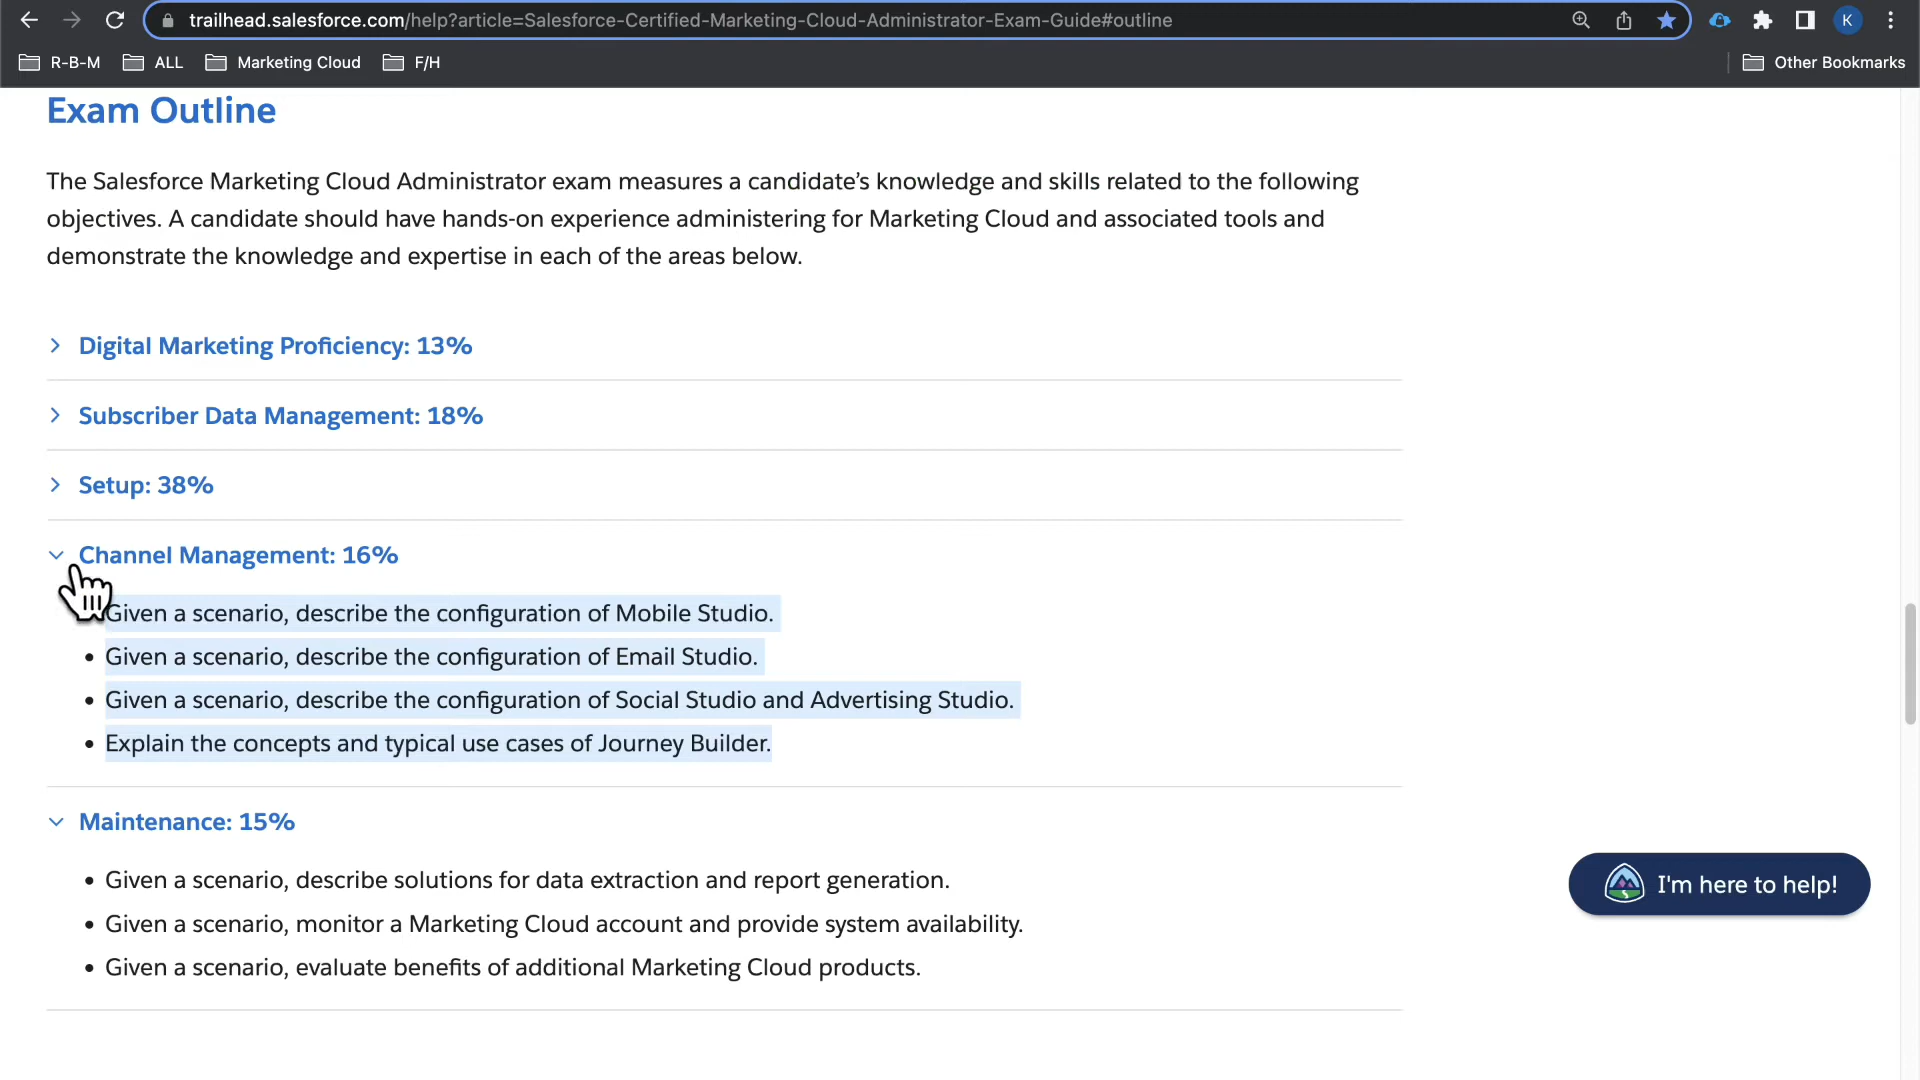 trailhead.salesforce.com/help?article=Salesforce-Certified-Marketing-Cloud-Administrator-Exam-Guide#outline
K
R-B-M ALL Marketing Cloud F/H Other Bookmarks
Exam Outline
The Salesforce Marketing Cloud Administrator exam measures a candidate’s knowledge and skills related to the following
objectives. A candidate should have hands-on experience administering for Marketing Cloud and associated tools and
demonstrate the knowledge and expertise in each of the areas below.
Digital Marketing Proficiency: 13%
Subscriber Data Management: 18%
Setup: 38%
Channel Management: 16%
Given a scenario, describe the configuration of Mobile Studio.
• Given a scenario, describe the configuration of Email Studio.
• Given a scenario, describe the configuration of Social Studio and Advertising Studio.
• Explain the concepts and typical use cases of Journey Builder.
Maintenance: 15%
• Given a scenario, describe solutions for data extraction and report generation.
• Given a scenario, monitor a Marketing Cloud account and provide system availability.
• Given a scenario, evaluate benefits of additional Marketing Cloud products.
I'm here to help!